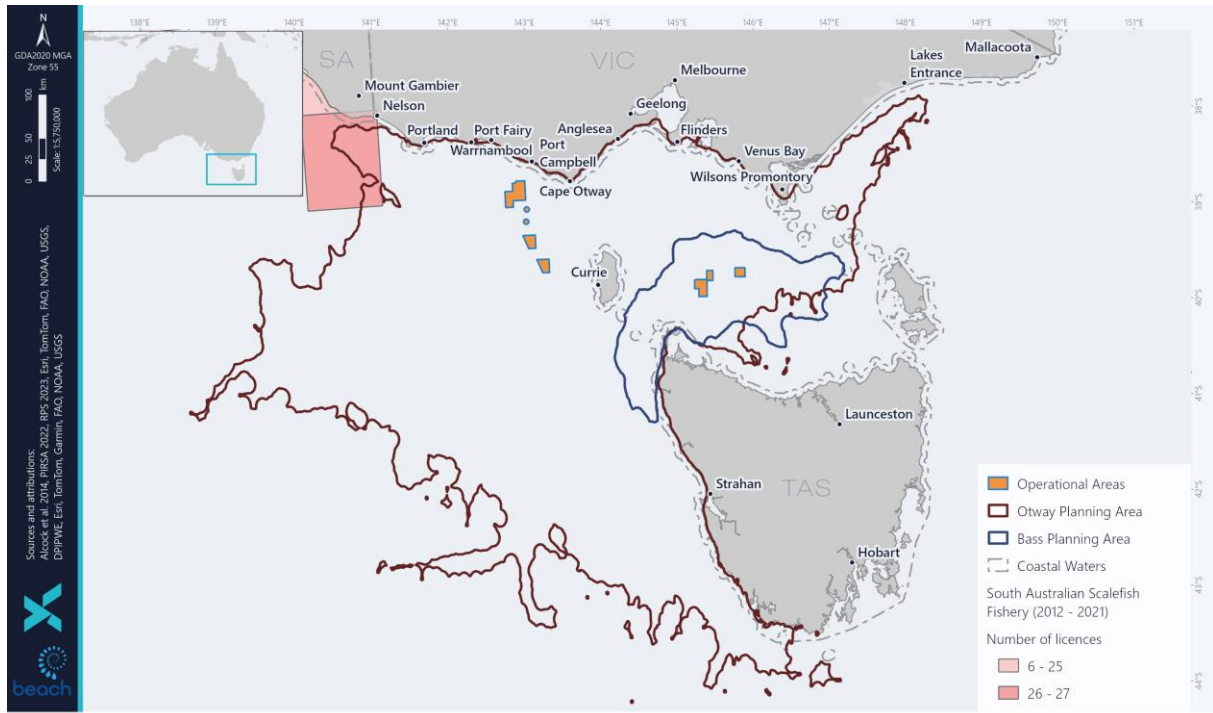 N
GDA2020 MGA
Zone 55
0 25 50 100
km
Scale: 1:5,750,000
Sources and attributions:
Alcock et al. 2014, PIRSA 2022, RPS 2023, Esri, TomTom, FAO, NOAA, USGS,
DPIPWE, Esri, TomTom, Garmin, FAO, NOAA, USGS
beach
138°E
139°E
140°E
141°E
142°E
143°E
144°E
145°E
146°E
147°E
148°E
149°E
150°E
151°E
38°S
39°S
40°S
41°S
42°S
43°S
44°S
SA
VIC
TAS
Mallacoota
Lakes
Entrance
Melbourne
Mount Gambier
Nelson
Geelong
Portland
Port Fairy
Anglesea
Flinders
Warrnambool
Port
Campbell
Venus Bay
Cape Otway
Wilsons Promontory
Currie
Launceston
Strahan
Hobart
Operational Areas
Otway Planning Area
Bass Planning Area
Coastal Waters
South Australian Scalefish
Fishery (2012 - 2021)
Number of licences
6 - 25
26 - 27